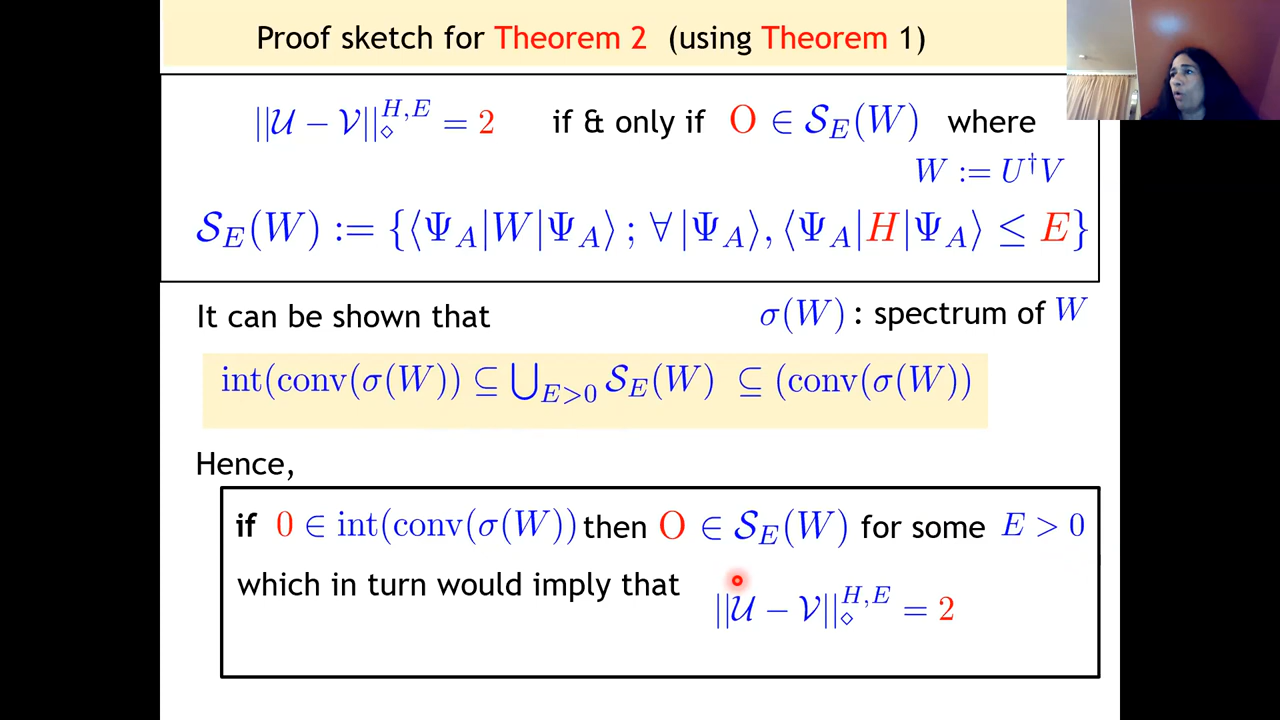 Proof sketch for Theorem 2 (using Theorem 1)
||𝒰 − 𝒱||_⋄^{H,E} = 2 if & only if O ∈ 𝒮_E(W) where
W := U†V
𝒮_E(W) := {⟨Ψ_A|W|Ψ_A⟩ ; ∀ |Ψ_A⟩, ⟨Ψ_A|H|Ψ_A⟩ ≤ E}
It can be shown that σ(W) : spectrum of W
int(conv(σ(W)) ⊆ ⋃_{E>0} 𝒮_E(W) ⊆ (conv(σ(W))
Hence,
if 0 ∈ int(conv(σ(W)) then O ∈ 𝒮_E(W) for some E > 0
which in turn would imply that ||𝒰 − 𝒱||_⋄^{H,E} = 2